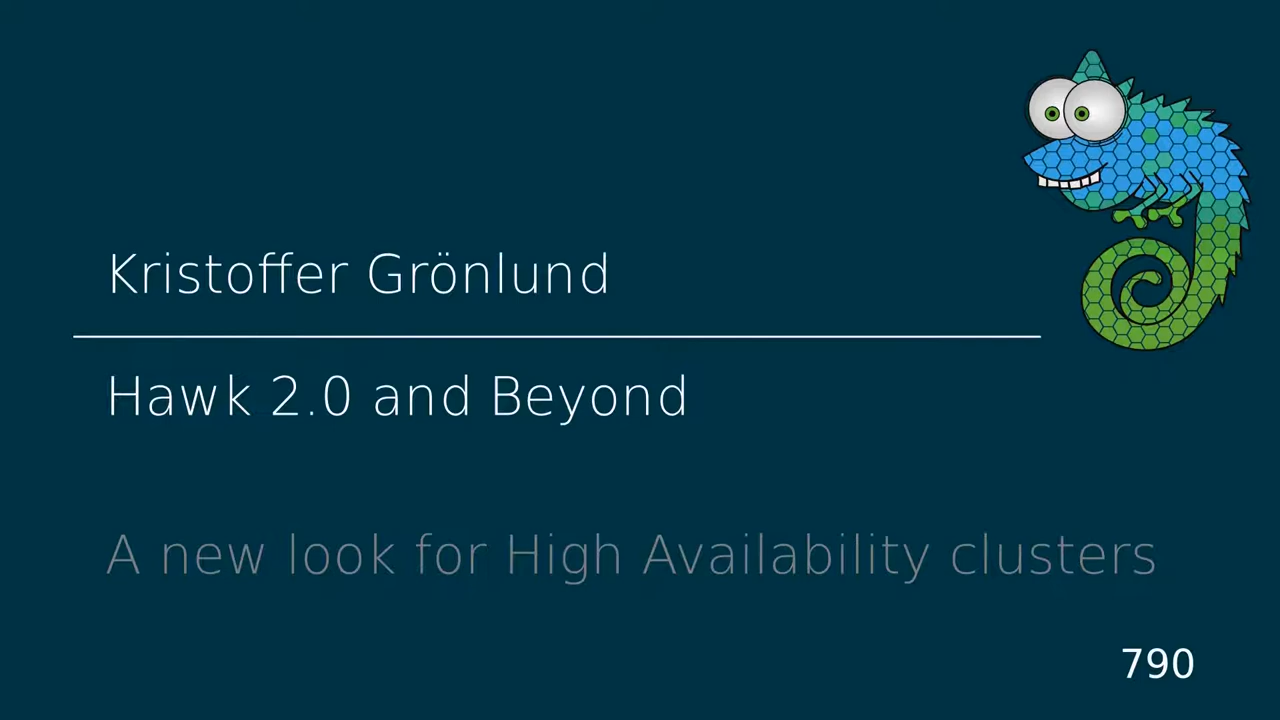 Kristoffer Grönlund
Hawk 2.0 and Beyond
A new look for High Availability clusters
790